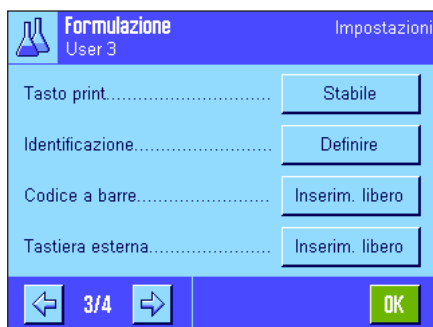 Formulazione
Impostazioni
User 3
Tasto print............................ Stabile
Identificazione....................... Definire
Codice a barre....................... Inserim. libero
Tastiera esterna..................... Inserim. libero
3/4
OK